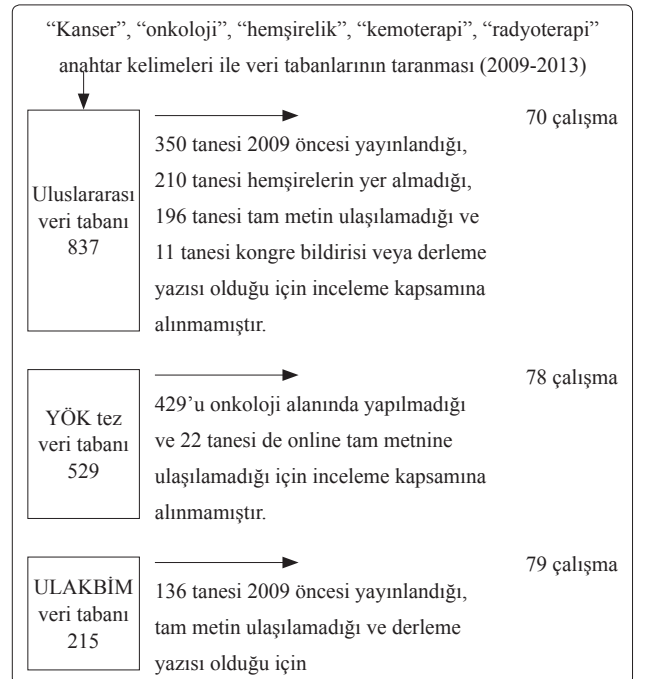 “Kanser”, “onkoloji”, “hemşirelik”, “kemoterapi”, “radyoterapi”
anahtar kelimeleri ile veri tabanlarının taranması (2009-2013)
Uluslararası
veri tabanı
837
350 tanesi 2009 öncesi yayınlandığı,
210 tanesi hemşirelerin yer almadığı,
196 tanesi tam metin ulaşılamadığı ve
11 tanesi kongre bildirisi veya derleme
yazısı olduğu için inceleme kapsamına
alınmamıştır.
70 çalışma
YÖK tez
veri tabanı
529
429’u onkoloji alanında yapılmadığı
ve 22 tanesi de online tam metnine
ulaşılamadığı için inceleme kapsamına
alınmamıştır.
78 çalışma
ULAKBİM
veri tabanı
215
136 tanesi 2009 öncesi yayınlandığı,
tam metin ulaşılamadığı ve derleme
yazısı olduğu için
79 çalışma